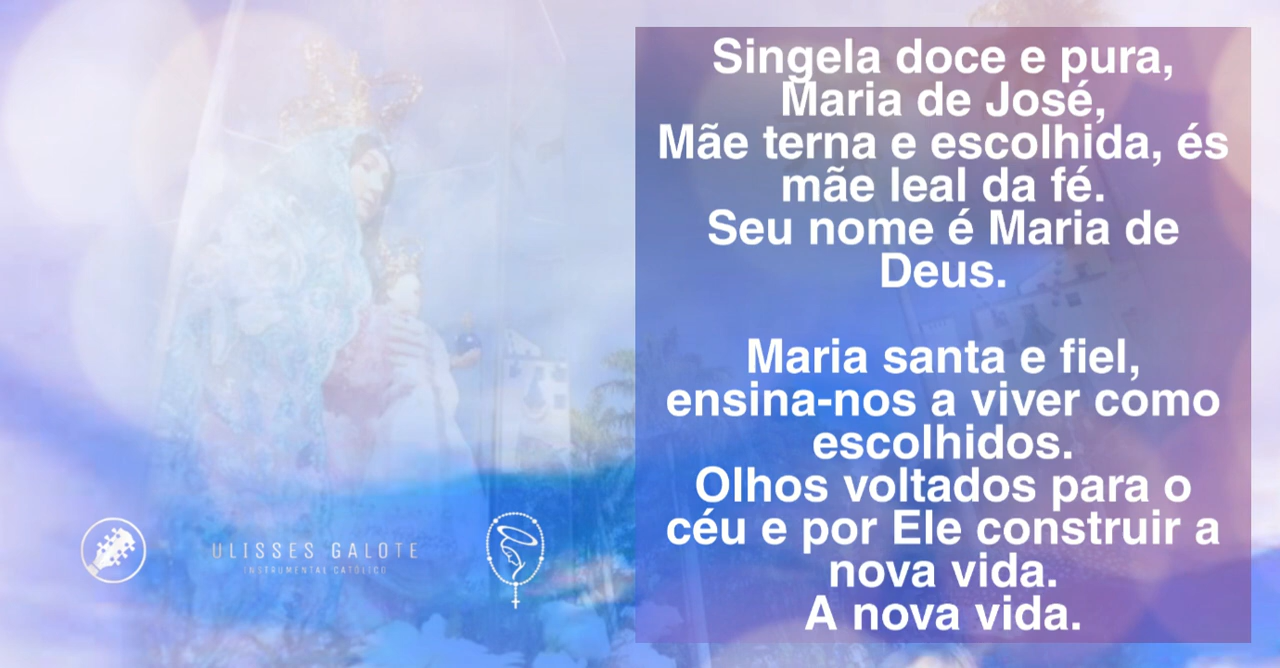 Singela doce e pura,
Maria de José,
Mãe terna e escolhida, és
mãe leal da fé.
Seu nome é Maria de
Deus.
Maria santa e fiel,
ensina-nos a viver como
escolhidos.
Olhos voltados para o
céu e por Ele construir a
nova vida.
A nova vida.
ULISSES GALOTE
INSTRUMENTAL CATÓLICO